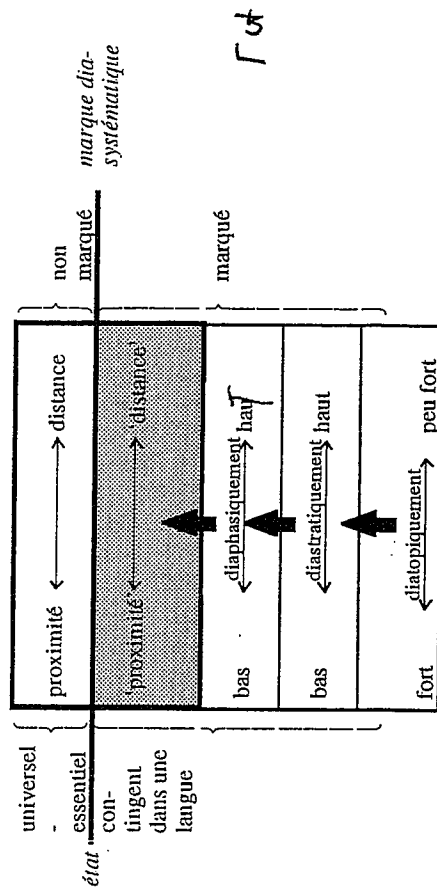 universel
-
essentiel
état
con-
tingent
dans une
langue
proximité distance
'proximité' 'distance'
bas diaphasiquement haut
bas diastratiquement haut
fort diatopiquement peu fort
non
marqué
marque dia-
systématique
marqué